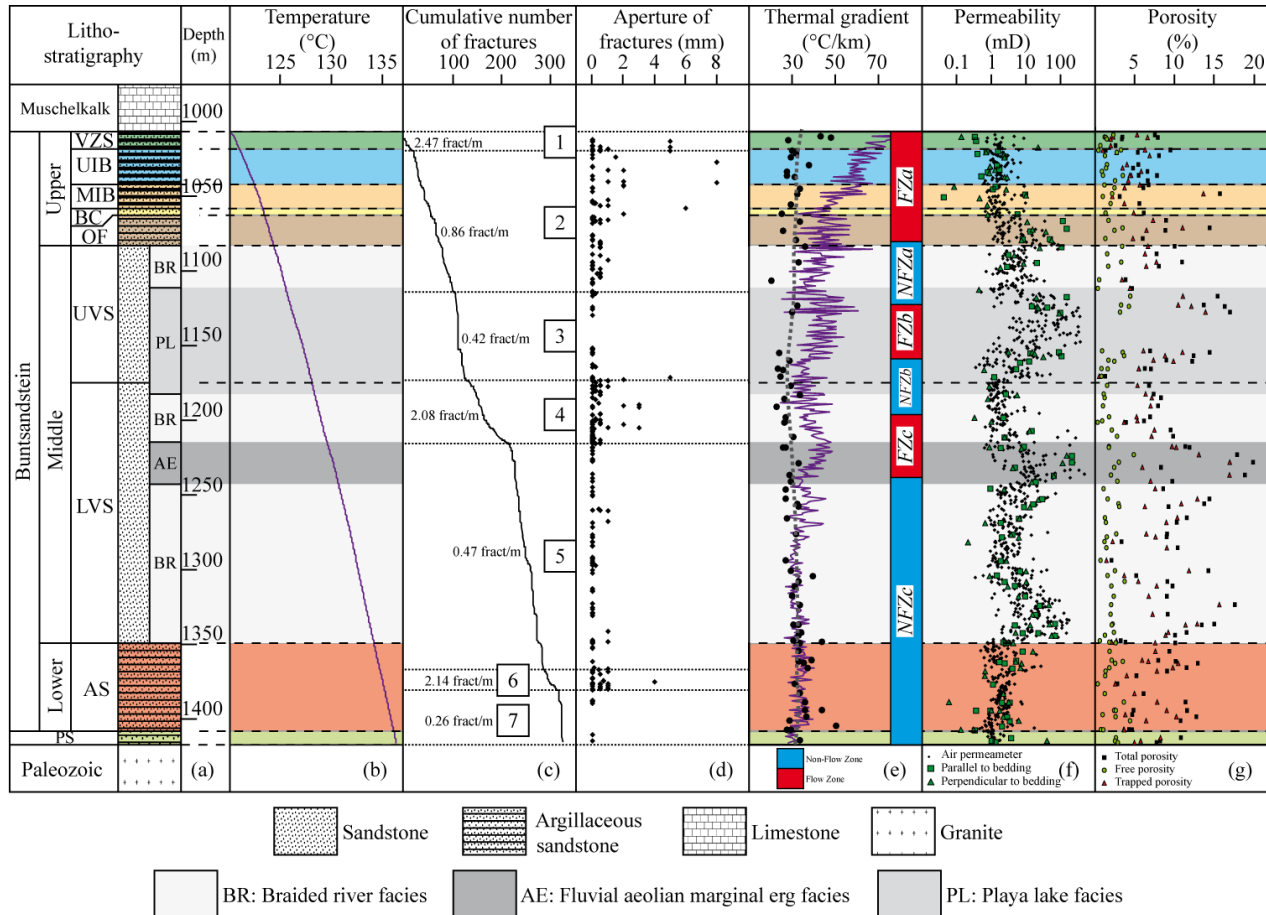 Litho-
stratigraphy
Depth
(m)
Temperature
(°C)
125 130 135
Cumulative number
of fractures
100 200 300
Aperture of
fractures (mm)
0 2 4 6 8
Thermal gradient
(°C/km)
30 50 70
Permeability
(mD)
0.1 1 10 100
Porosity
(%)
5 10 15 20
Muschelkalk
Buntsandstein
Upper
Middle
Lower
VZS
UIB
MIB
BC
OF
UVS
LVS
AS
PS
Paleozoic
BR
PL
BR
AE
BR
1000
1050
1100
1150
1200
1250
1300
1350
1400
2.47 fract/m
0.86 fract/m
0.42 fract/m
2.08 fract/m
0.47 fract/m
2.14 fract/m
0.26 fract/m
1
2
3
4
5
6
7
FZa
NFZa
FZb
NFZb
FZc
NFZc
(a)
(b)
(c)
(d)
Non-Flow Zone
Flow Zone
(e)
Air permeameter
Parallel to bedding
Perpendicular to bedding
(f)
Total porosity
Free porosity
Trapped porosity
(g)
Sandstone
Argillaceous
sandstone
Limestone
Granite
BR: Braided river facies
AE: Fluvial aeolian marginal erg facies
PL: Playa lake facies